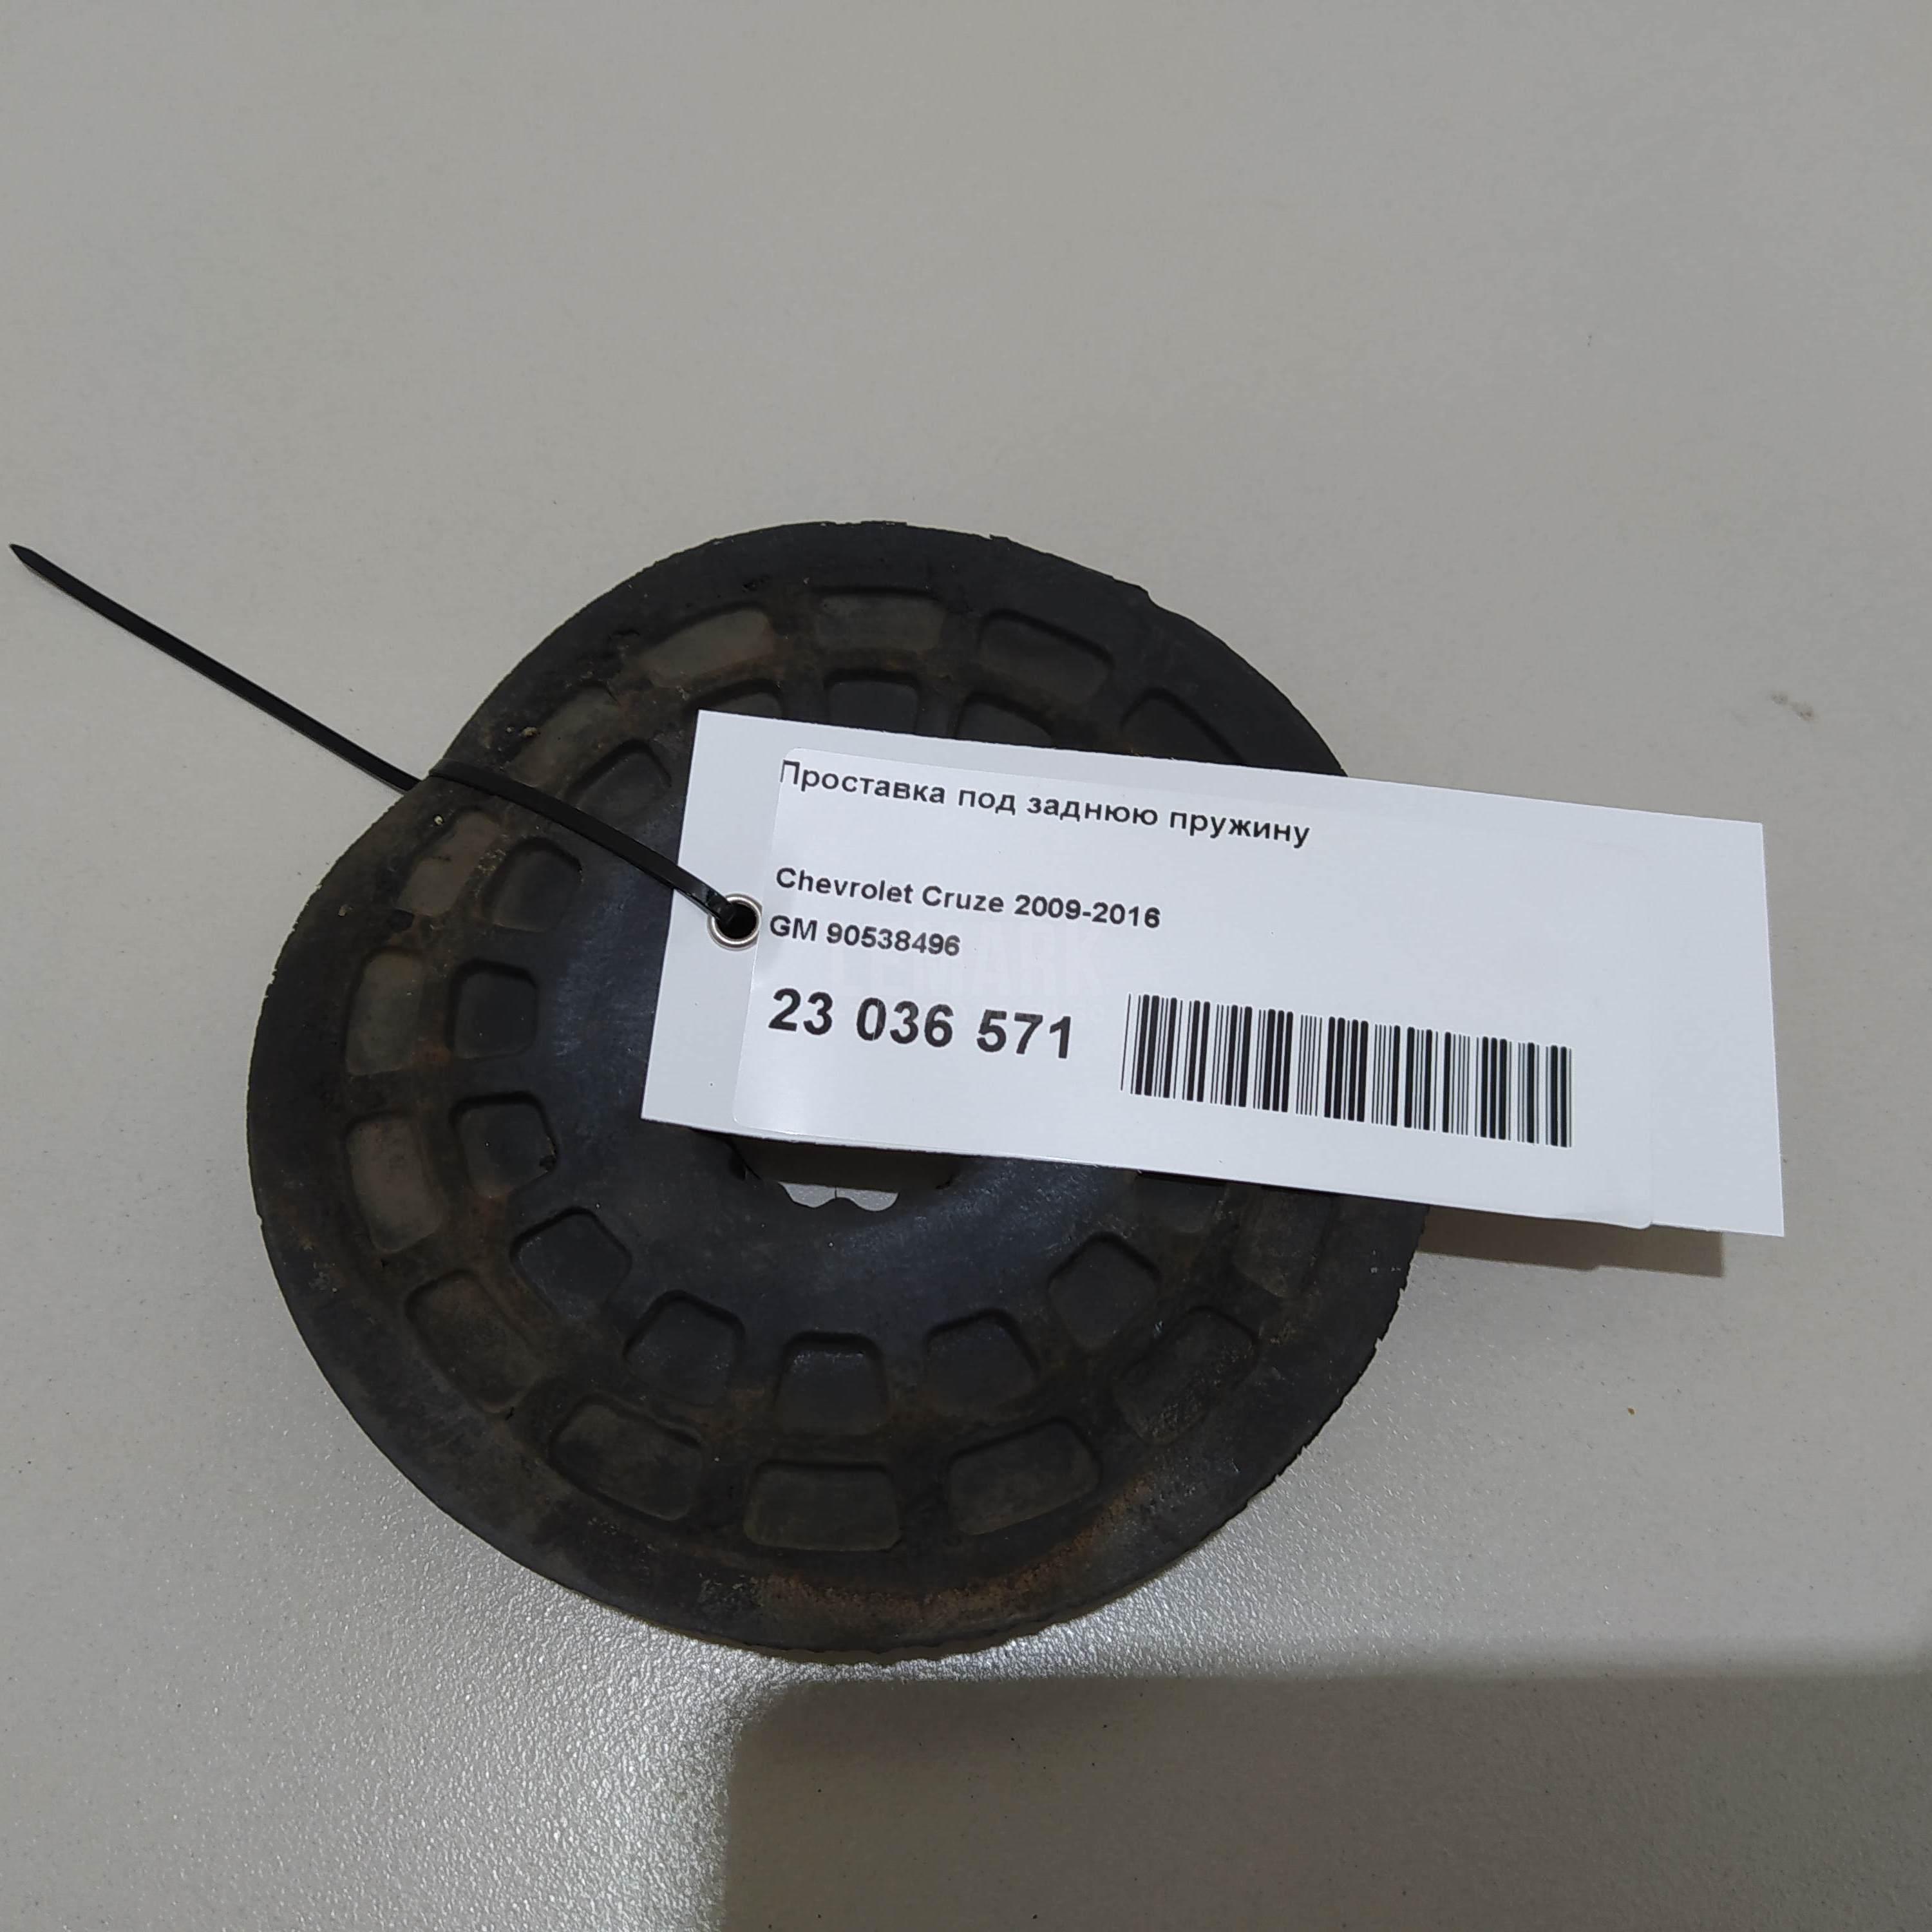 Проставка под заднюю пружину
Chevrolet Cruze 2009-2016
GM 90538496
23 036 571